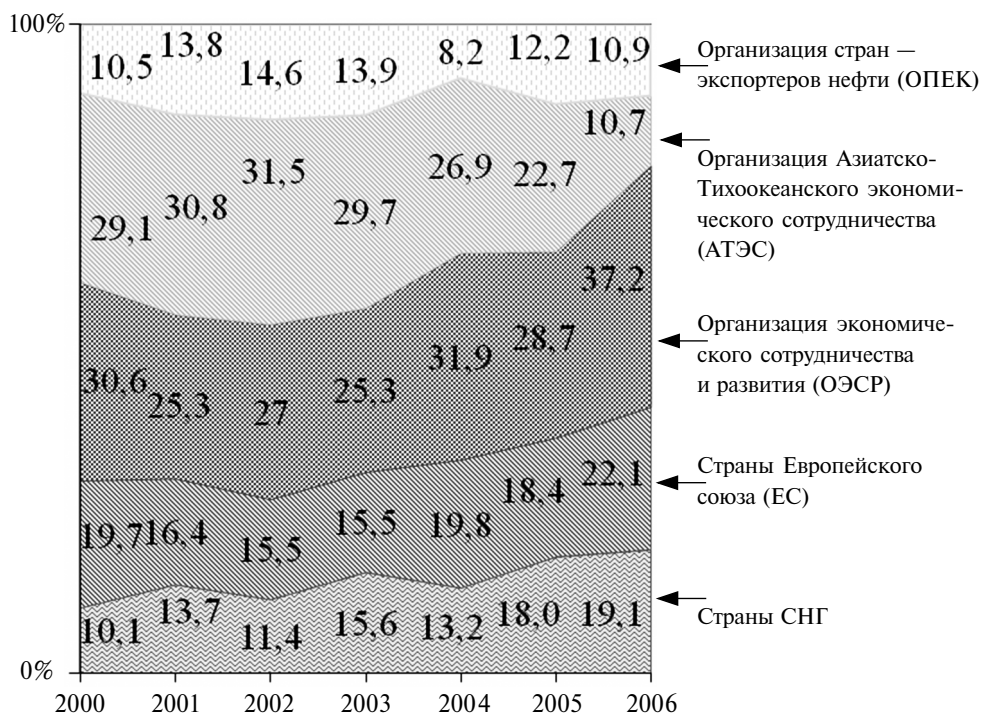 100%
10,5 13,8 14,6 13,9 8,2 12,2 10,9
29,1 30,8 31,5 29,7 26,9 22,7 10,7
30,6 25,3 27 25,3 31,9 28,7 37,2
19,7 16,4 15,5 15,5 19,8 18,4 22,1
10,1 13,7 11,4 15,6 13,2 18,0 19,1
0%
2000 2001 2002 2003 2004 2005 2006
Организация стран —
экспортеров нефти (ОПЕК)
Организация Азиатско-
Тихоокеанского экономи-
ческого сотрудничества
(АТЭС)
Организация экономиче-
ского сотрудничества
и развития (ОЭСР)
Страны Европейского
союза (ЕС)
Страны СНГ